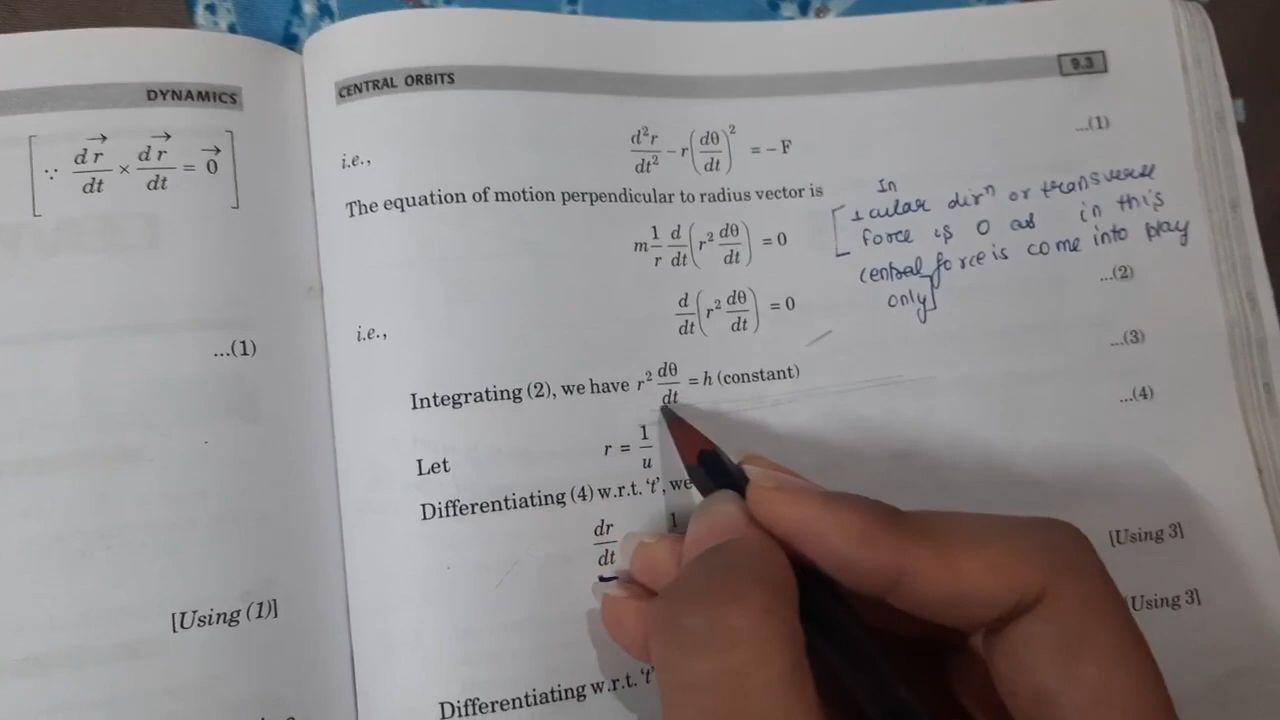 DYNAMICS
[∵ d→r/dt × d→r/dt = →0]
...(1)
[Using (1)]
CENTRAL ORBITS
9.3
i.e., d²r/dt² − r(dθ/dt)² = − F ...(1)
The equation of motion perpendicular to radius vector is
m 1/r d/dt (r² dθ/dt) = 0
i.e., d/dt (r² dθ/dt) = 0 ...(2)
In
[⊥cular dirⁿ or transverse
force is 0 as in this
central force is come into play
only]
Integrating (2), we have r² dθ/dt = h (constant) ...(3)
Let r = 1/u ...(4)
Differentiating (4) w.r.t. 't', we
dr/dt 1 [Using 3]
[Using 3]
Differentiating w.r.t. 't'